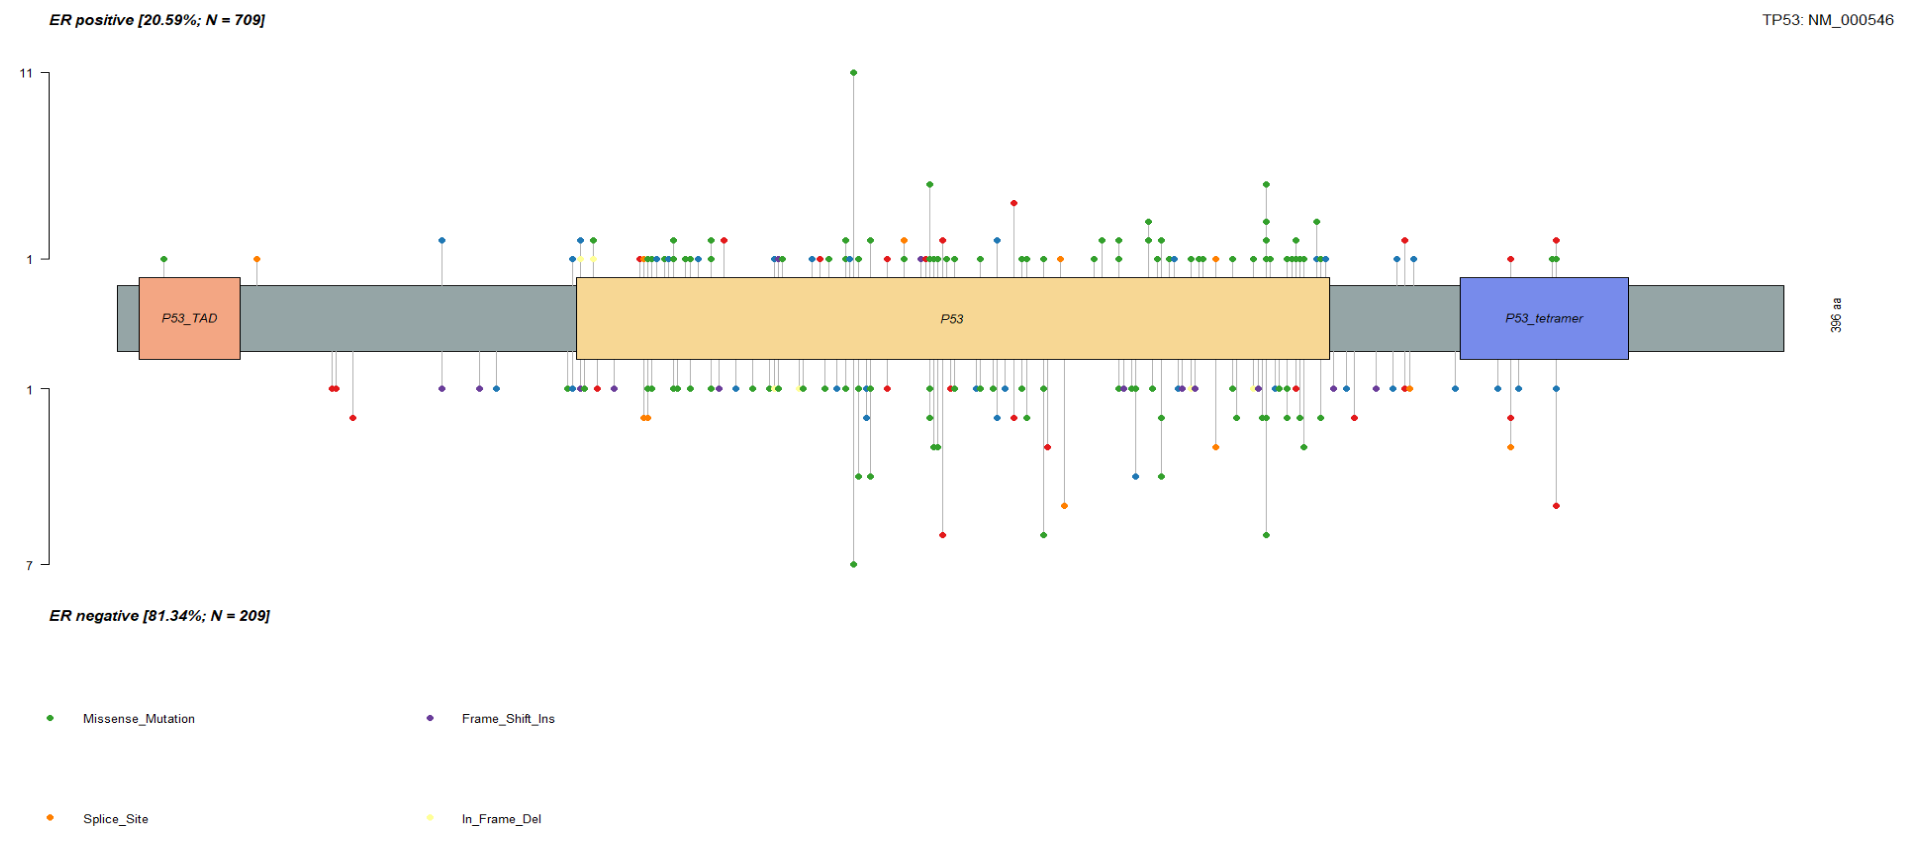 ER positive [20.59%; N = 709]
TP53: NM_000546
11
1
P53_TAD
P53
P53_tetramer
396 aa
1
7
ER negative [81.34%; N = 209]
Missense_Mutation
Frame_Shift_Ins
Splice_Site
In_Frame_Del